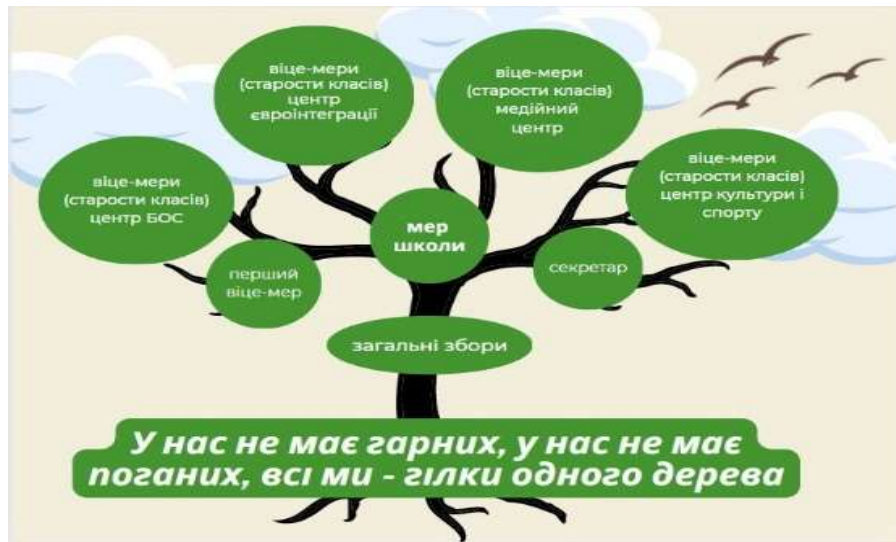 віце-мери
(старости класів)
центр
євроінтеграції
віце-мери
(старости класів)
медійний
центр
віце-мери
(старости класів)
центр БОС
віце-мери
(старости класів)
центр культури і
спорту
мер
школи
перший
віце-мер
секретар
загальні збори
У нас не має гарних, у нас не має
поганих, всі ми - гілки одного дерева